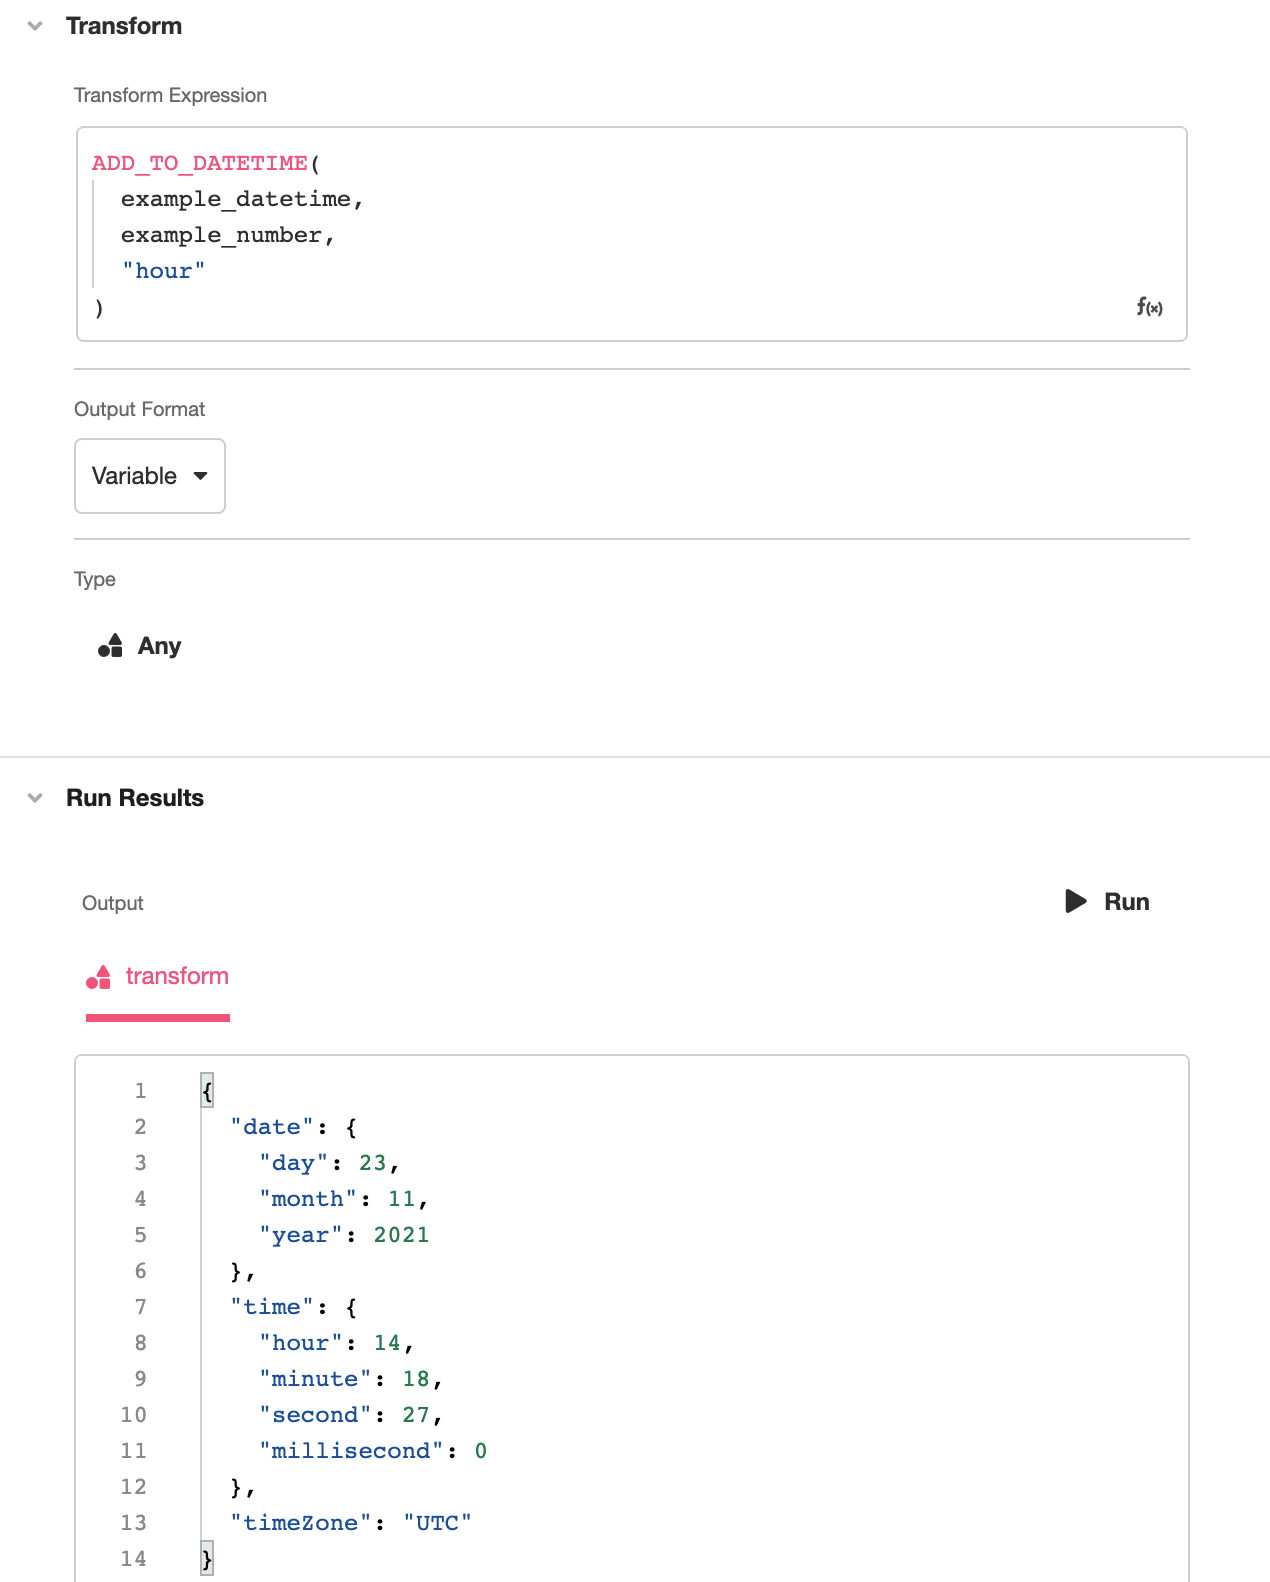 Transform
Transform Expression
ADD_TO_DATETIME(
  example_datetime,
  example_number,
  "hour"
)
f(x)
Output Format
Variable
Type
Any
Run Results
Output
Run
transform
1 {
2   "date": {
3     "day": 23,
4     "month": 11,
5     "year": 2021
6   },
7   "time": {
8     "hour": 14,
9     "minute": 18,
10     "second": 27,
11     "millisecond": 0
12   },
13   "timeZone": "UTC"
14 }